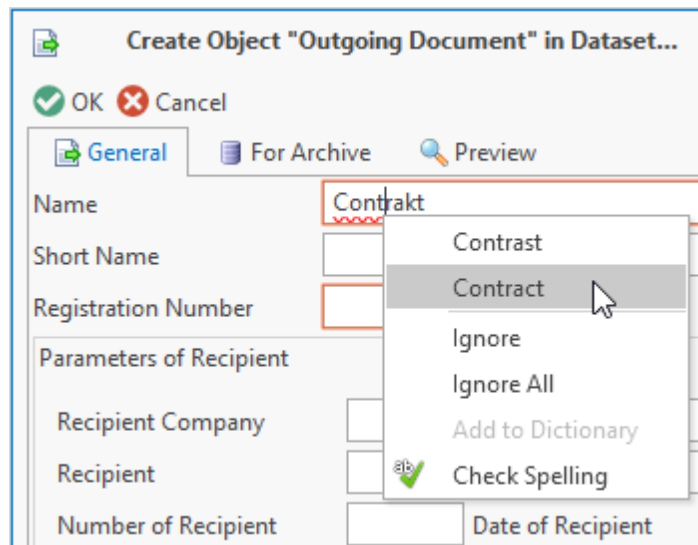 Create Object "Outgoing Document" in Dataset...
OK Cancel
General For Archive Preview
Name Contrakt
Contrast
Short Name
Contract
Registration Number
Ignore
Parameters of Recipient
Ignore All
Recipient Company
Add to Dictionary
Recipient
ab Check Spelling
Number of Recipient Date of Recipient